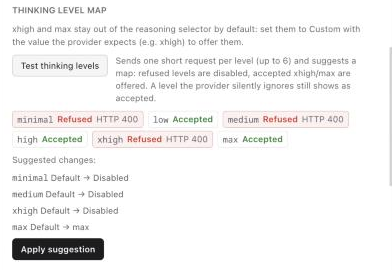 THINKING LEVEL MAP
xhigh and max stay out of the reasoning selector by default: set them to Custom with
the value the provider expects (e.g. xhigh) to offer them.
Test thinking levels
Sends one short request per level (up to 6) and suggests a
map: refused levels are disabled, accepted xhigh/max are
offered. A level the provider silently ignores still shows as
accepted.
minimal Refused HTTP 400 low Accepted medium Refused HTTP 400
high Accepted xhigh Refused HTTP 400 max Accepted
Suggested changes:
minimal Default → Disabled
medium Default → Disabled
xhigh Default → Disabled
max Default → max
Apply suggestion